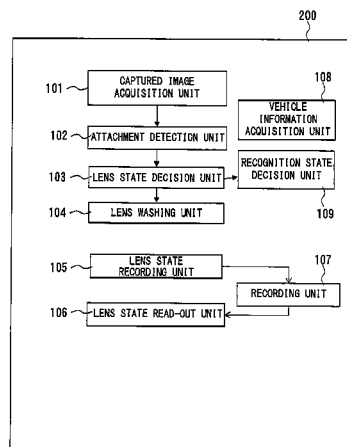 200
101
CAPTURED IMAGE
ACQUISITION UNIT
108
VEHICLE
INFORMATION
ACQUISITION UNIT
102
ATTACHMENT DETECTION UNIT
103
LENS STATE DECISION UNIT
RECOGNITION STATE
DECISION UNIT
109
104
LENS WASHING UNIT
105
LENS STATE
RECORDING UNIT
107
RECORDING UNIT
106
LENS STATE READ-OUT UNIT